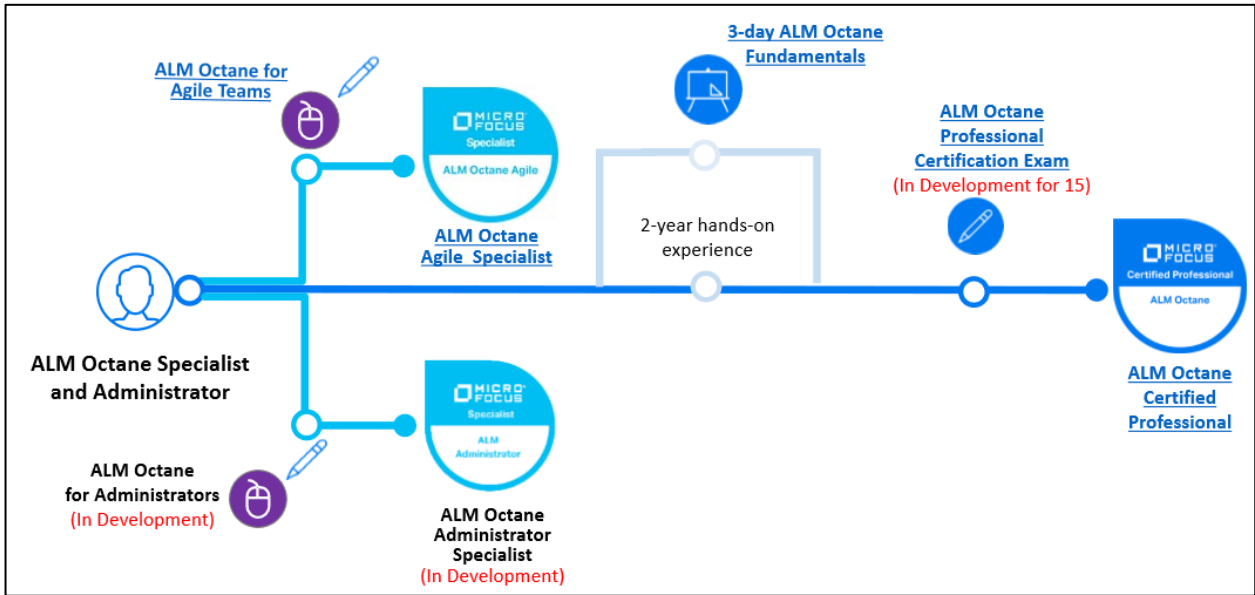 ALM Octane for
Agile Teams
MICRO
FOCUS
Specialist
ALM Octane Agile
ALM Octane
Agile Specialist
3-day ALM Octane
Fundamentals
2-year hands-on
experience
ALM Octane
Professional
Certification Exam
(In Development for 15)
MICRO
FOCUS
Certified Professional
ALM Octane
ALM Octane
Certified
Professional
ALM Octane Specialist
and Administrator
ALM Octane
for Administrators
(In Development)
MICRO
FOCUS
Specialist
ALM
Administrator
ALM Octane
Administrator
Specialist
(In Development)